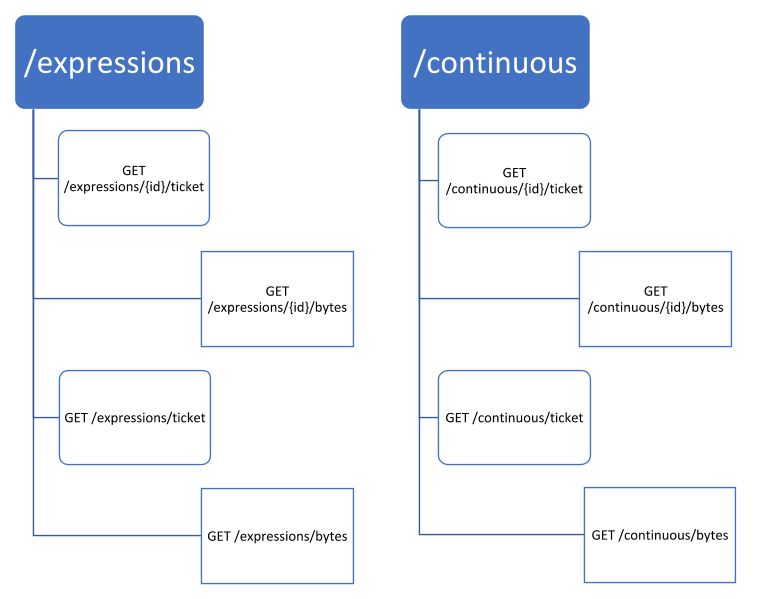 /expressions
GET
/expressions/{id}/ticket
GET
/expressions/{id}/bytes
GET /expressions/ticket
GET /expressions/bytes
/continuous
GET
/continuous/{id}/ticket
GET
/continuous/{id}/bytes
GET /continuous/ticket
GET /continuous/bytes